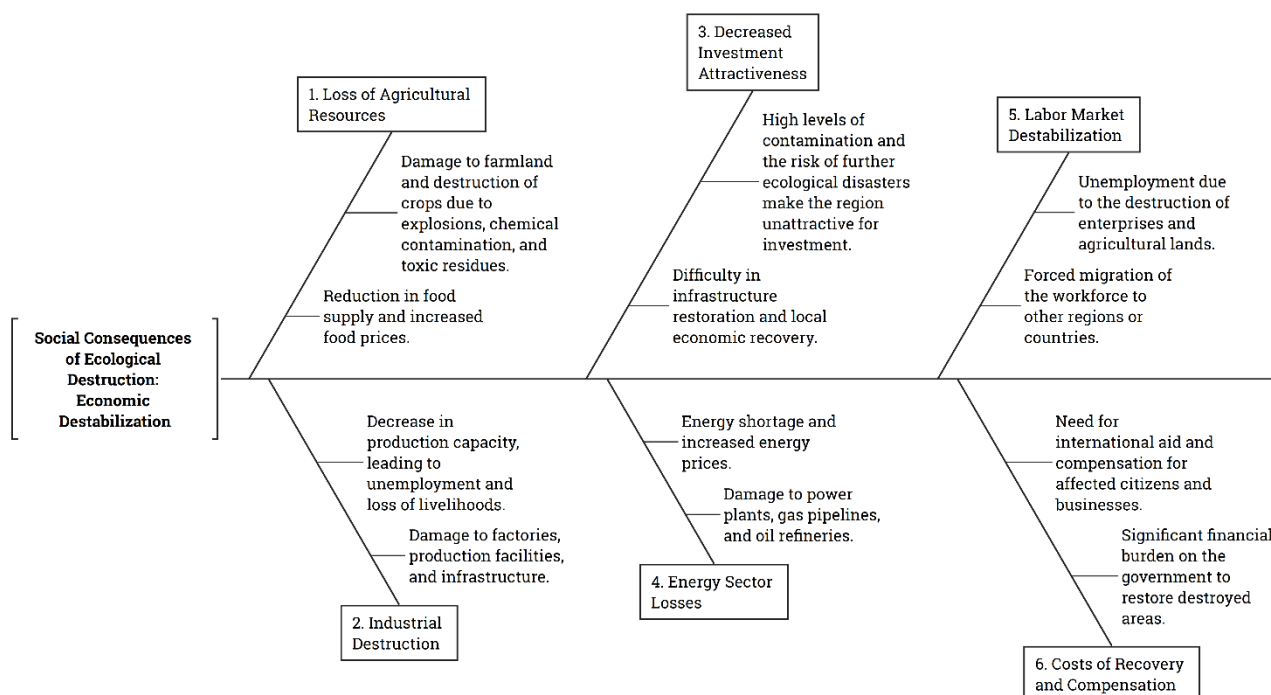 3. Decreased
Investment
Attractiveness
1. Loss of Agricultural
Resources
5. Labor Market
Destabilization
High levels of
contamination and
the risk of further
ecological disasters
make the region
unattractive for
investment.
Damage to farmland
and destruction of
crops due to
explosions, chemical
contamination, and
toxic residues.
Unemployment due
to the destruction of
enterprises and
agricultural lands.
Reduction in food
supply and increased
food prices.
Difficulty in
infrastructure
restoration and local
economic recovery.
Forced migration of
the workforce to
other regions or
countries.
Social Consequences
of Ecological
Destruction:
Economic
Destabilization
Decrease in
production capacity,
leading to
unemployment and
loss of livelihoods.
Energy shortage and
increased energy
prices.
Need for
international aid and
compensation for
affected citizens and
businesses.
Damage to factories,
production facilities,
and infrastructure.
Damage to power
plants, gas pipelines,
and oil refineries.
Significant financial
burden on the
government to
restore destroyed
areas.
2. Industrial
Destruction
4. Energy Sector
Losses
6. Costs of Recovery
and Compensation